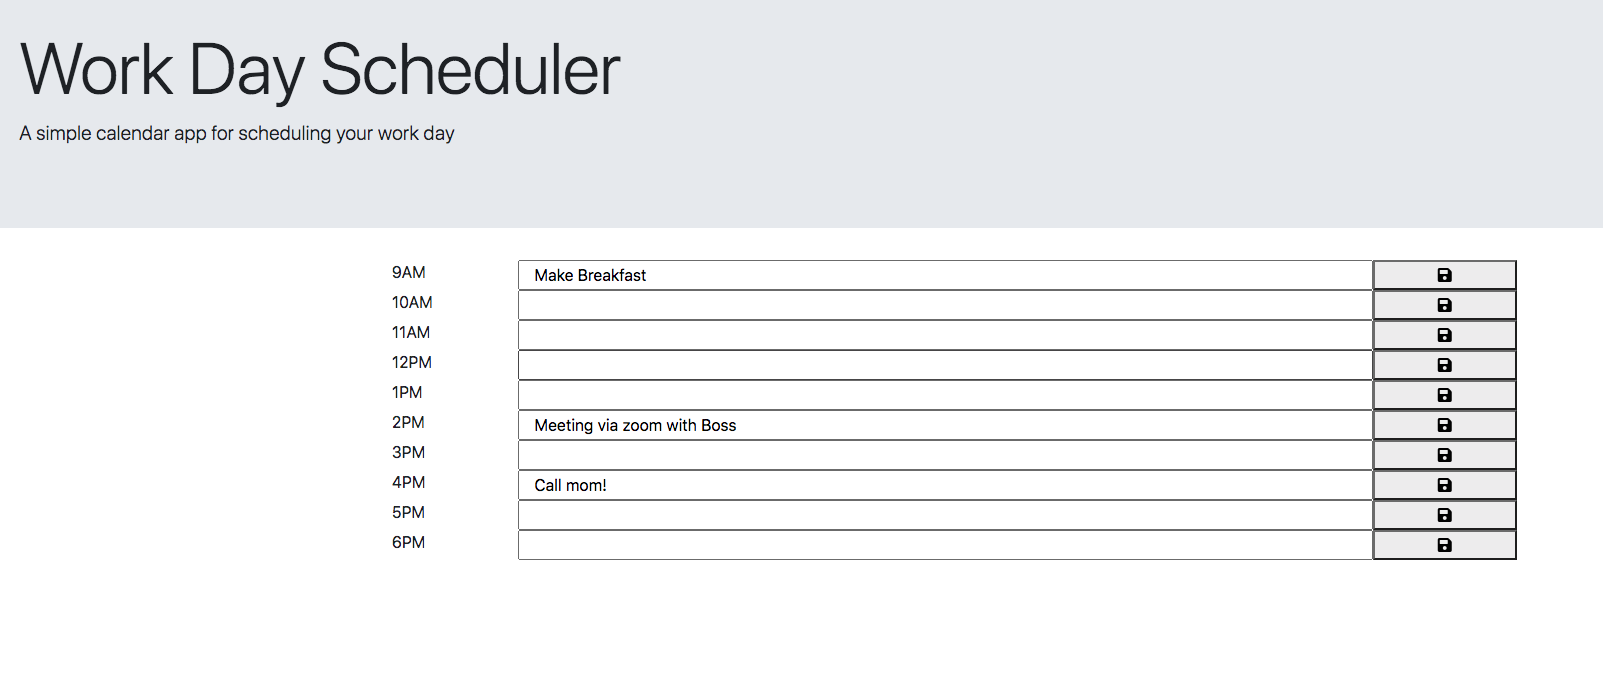 Work Day Scheduler
A simple calendar app for scheduling your work day
9AM Make Breakfast
10AM
11AM
12PM
1PM
2PM Meeting via zoom with Boss
3PM
4PM Call mom!
5PM
6PM